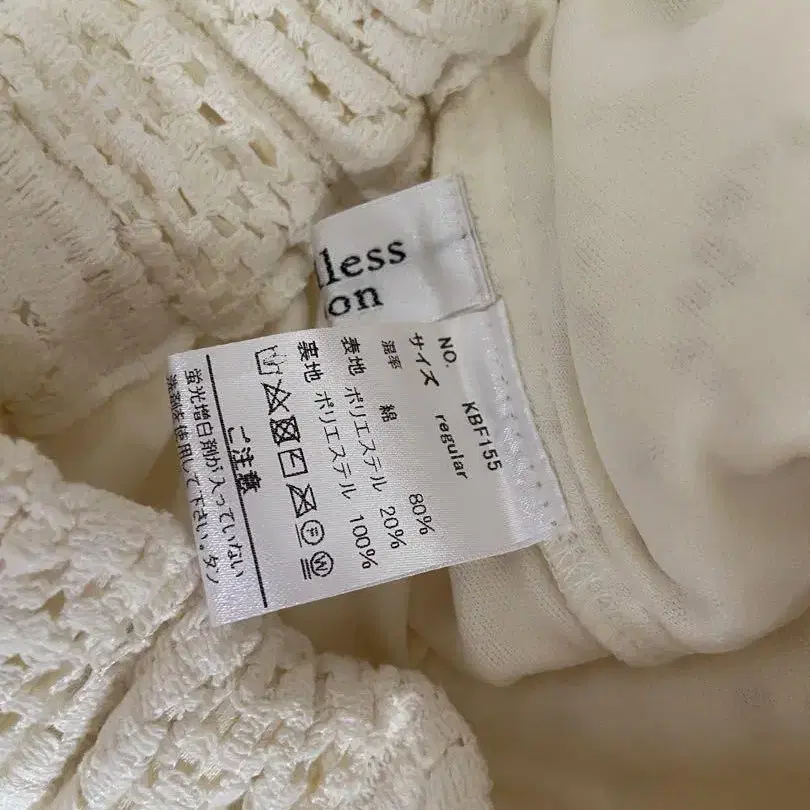 less
on
NO. KBF155
サイズ regular
混率 綿 80%
表地 ポリエステル 20%
裏地 ポリエステル 100%
F W
ご注意
蛍光増白剤が入っていない
洗剤を使用して下さい。タン